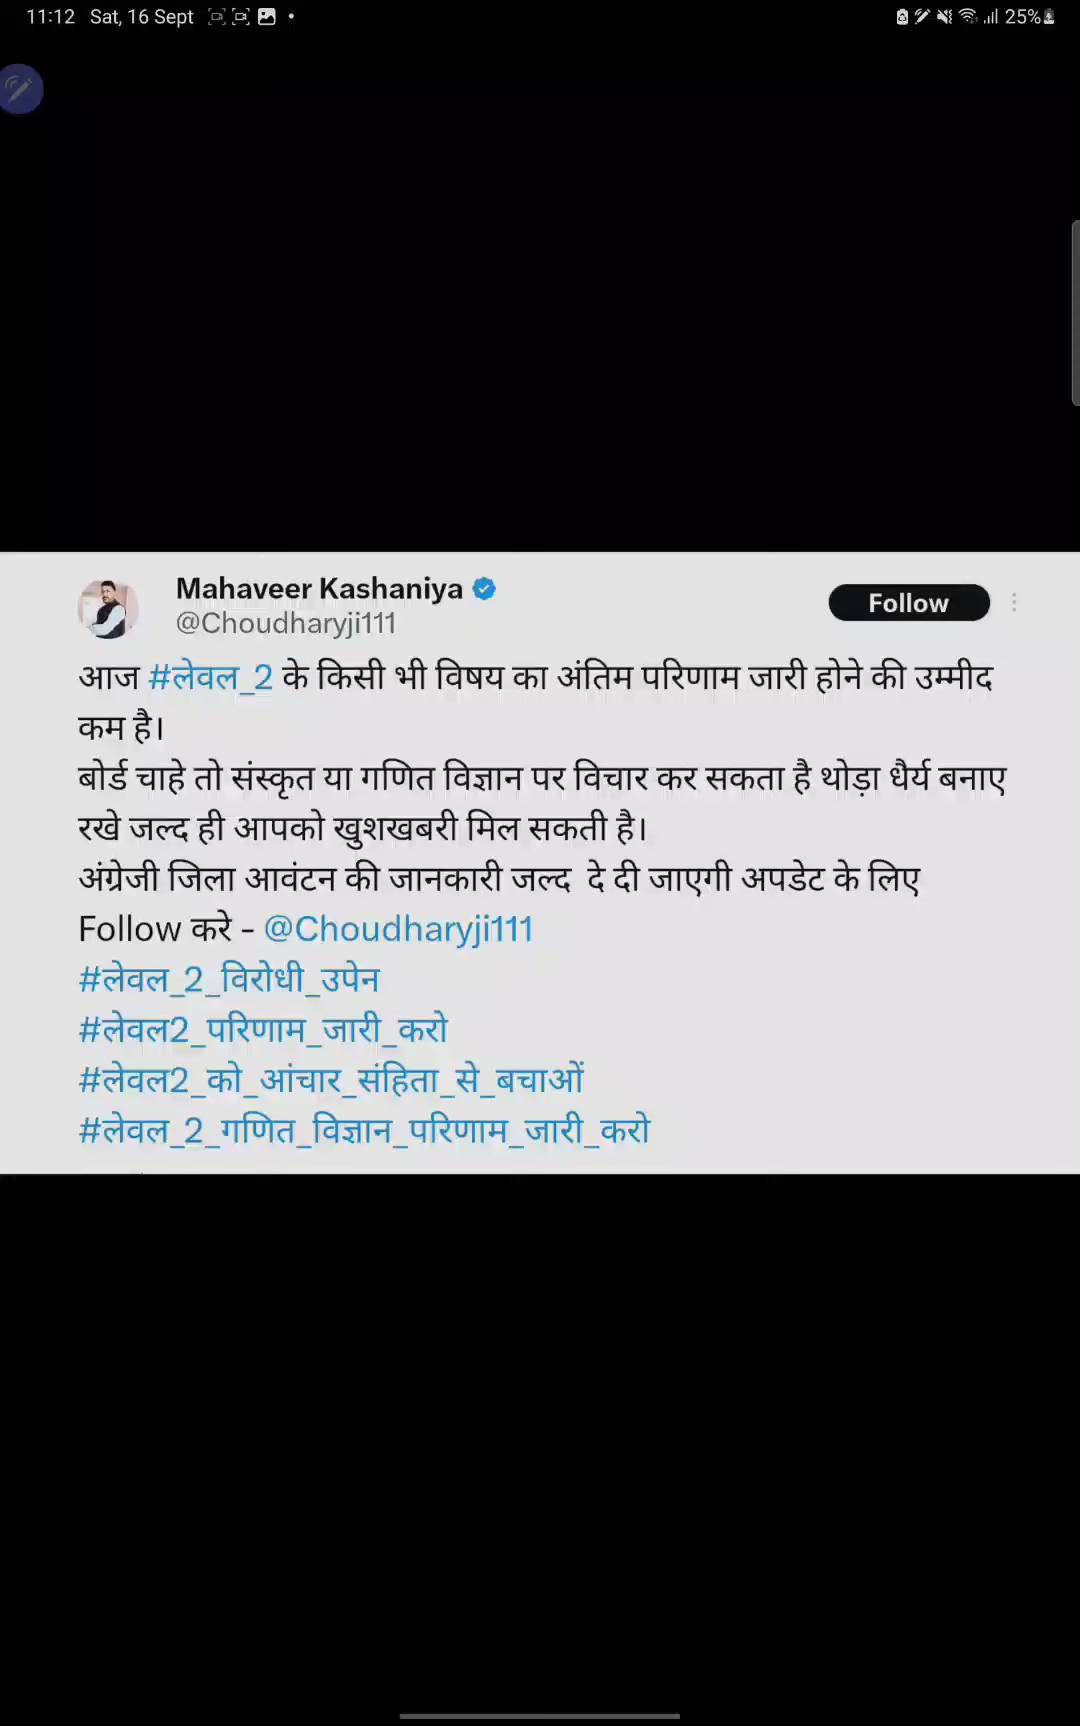 11:12 Sat, 16 Sept
25%
Mahaveer Kashaniya
@Choudharyji111
Follow
आज #लेवल_2 के किसी भी विषय का अंतिम परिणाम जारी होने की उम्मीद
कम है।
बोर्ड चाहे तो संस्कृत या गणित विज्ञान पर विचार कर सकता है थोड़ा धैर्य बनाए
रखे जल्द ही आपको खुशखबरी मिल सकती है।
अंग्रेजी जिला आवंटन की जानकारी जल्द दे दी जाएगी अपडेट के लिए
Follow करे - @Choudharyji111
#लेवल_2_विरोधी_उपेन
#लेवल2_परिणाम_जारी_करो
#लेवल2_को_आंचार_संहिता_से_बचाओं
#लेवल_2_गणित_विज्ञान_परिणाम_जारी_करो